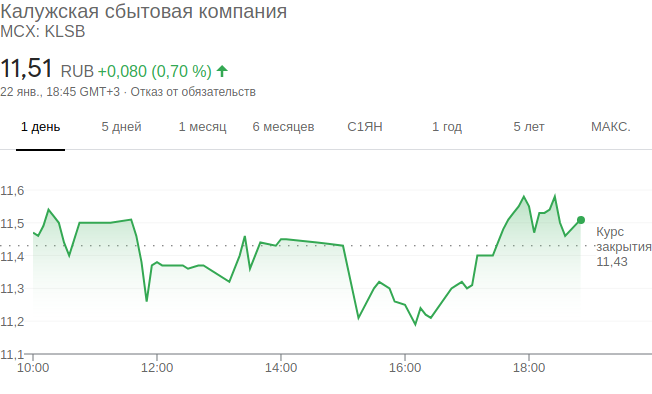 Калужская сбытовая компания
MCX: KLSB
11,51 RUB +0,080 (0,70 %)
22 янв., 18:45 GMT+3 · Отказ от обязательств
1 день 5 дней 1 месяц 6 месяцев С1ЯН 1 год 5 лет МАКС.
11,6
11,5
Курс
закрытия
11,43
11,4
11,3
11,2
11,1
10:00 12:00 14:00 16:00 18:00